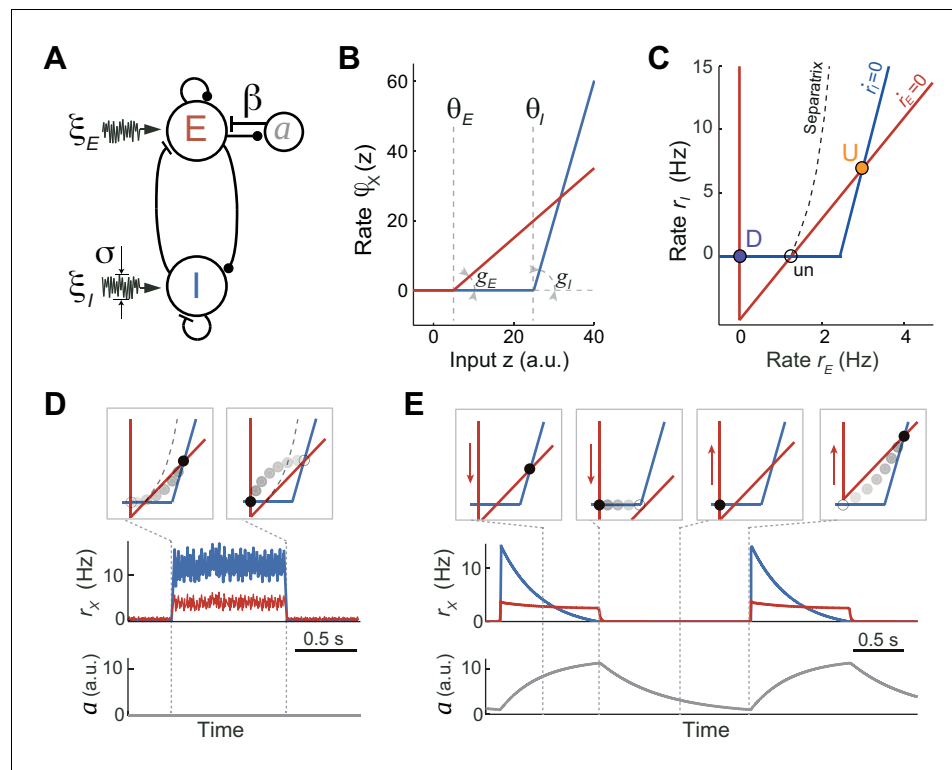 A
ξE
E
β
a
σ
ξI
I
B
Rate φX(z)
60
40
20
0
θE
θI
gE
gI
0
20
40
Input z (a.u.)
C
Rate rI (Hz)
15
10
5
0
Separatrix
ṙI=0
ṙE=0
U
D
un
0
2
4
Rate rE (Hz)
D
rX (Hz)
10
0
0.5 s
a (a.u.)
10
0
Time
E
rX (Hz)
10
0
0.5 s
a (a.u.)
10
0
Time